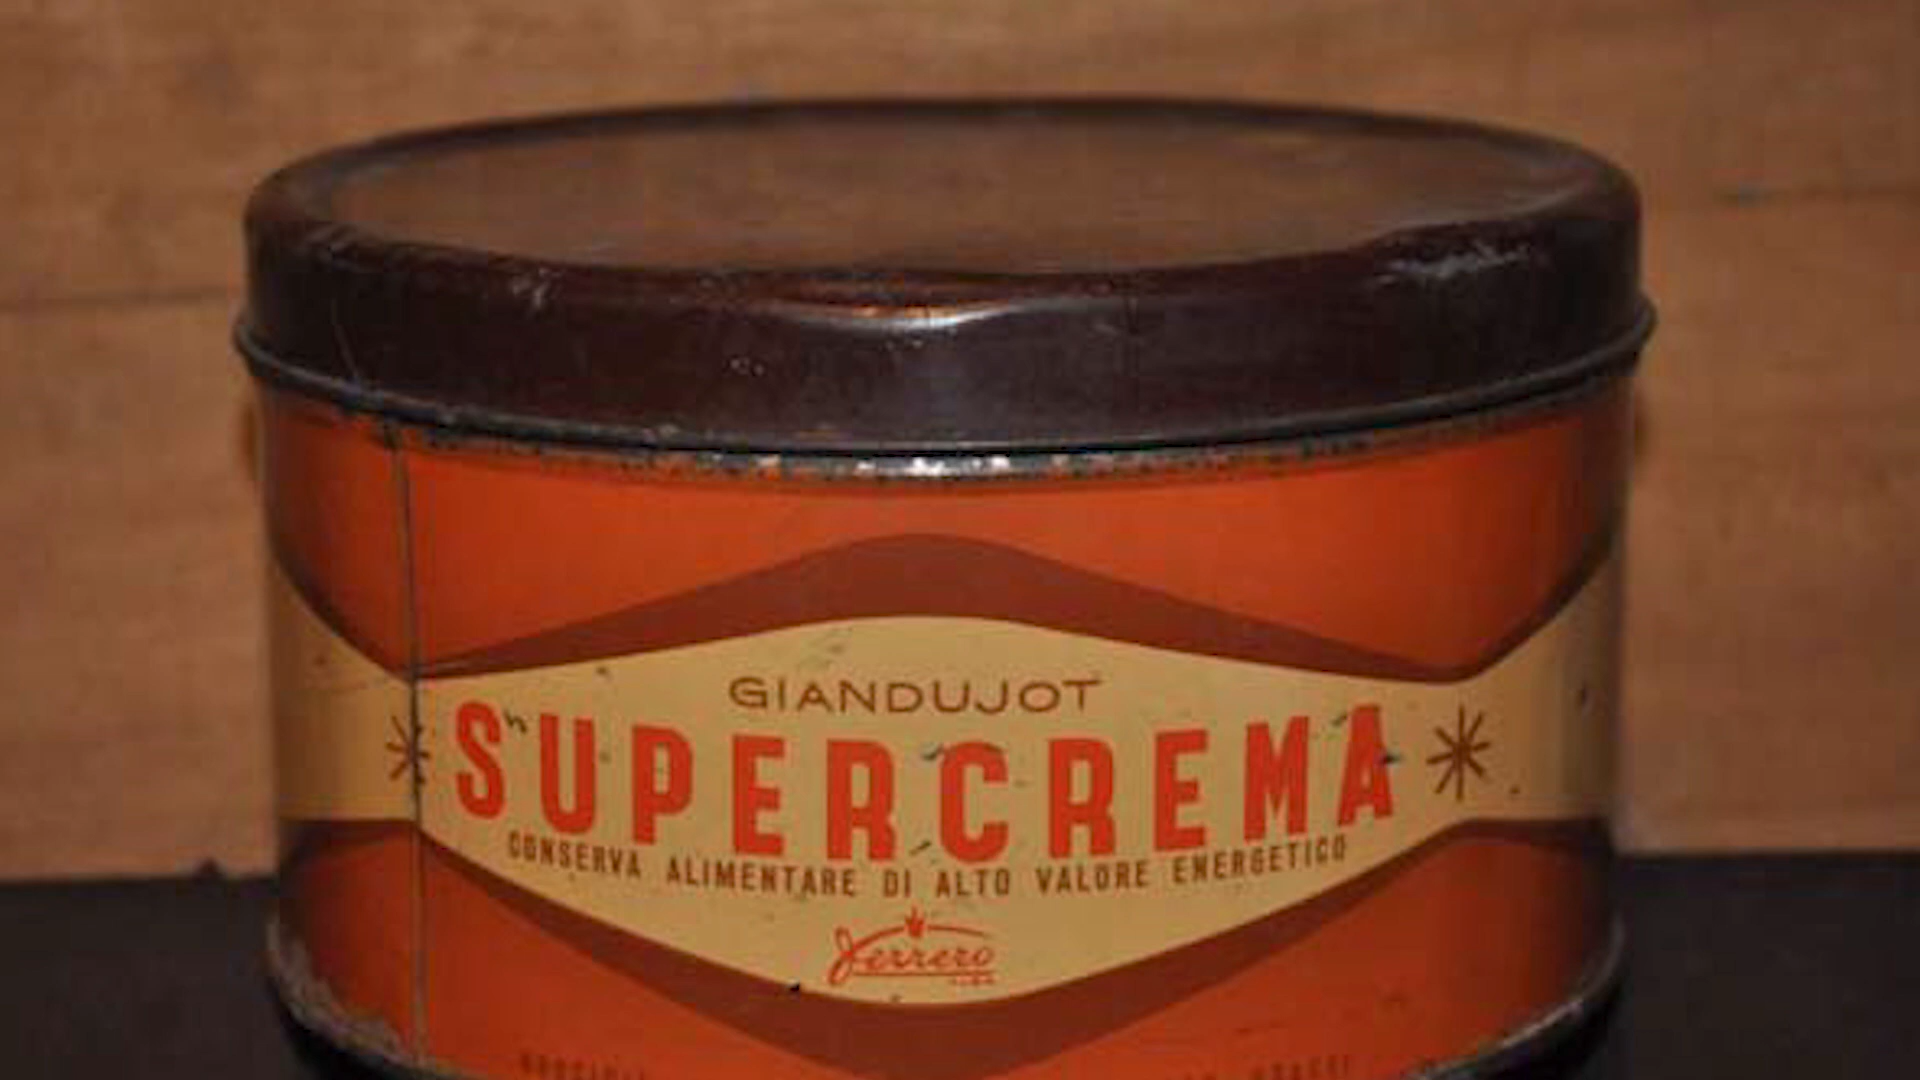 GIANDUJOT
SUPERCREMA
CONSERVA ALIMENTARE DI ALTO VALORE ENERGETICO
Ferrero